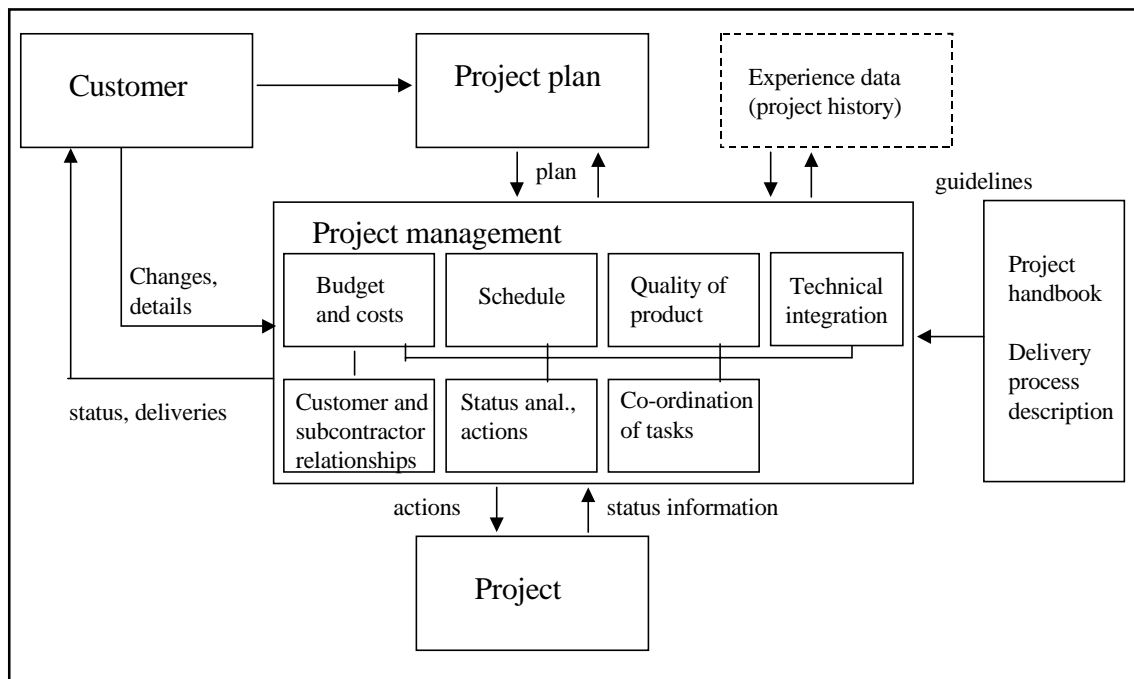 Customer
Project plan
Experience data
(project history)
plan
guidelines
Project management
Changes,
details
Budget
and costs
Schedule
Quality of
product
Technical
integration
Project
handbook
Delivery
process
description
status, deliveries
Customer and
subcontractor
relationships
Status anal.,
actions
Co-ordination
of tasks
actions
status information
Project